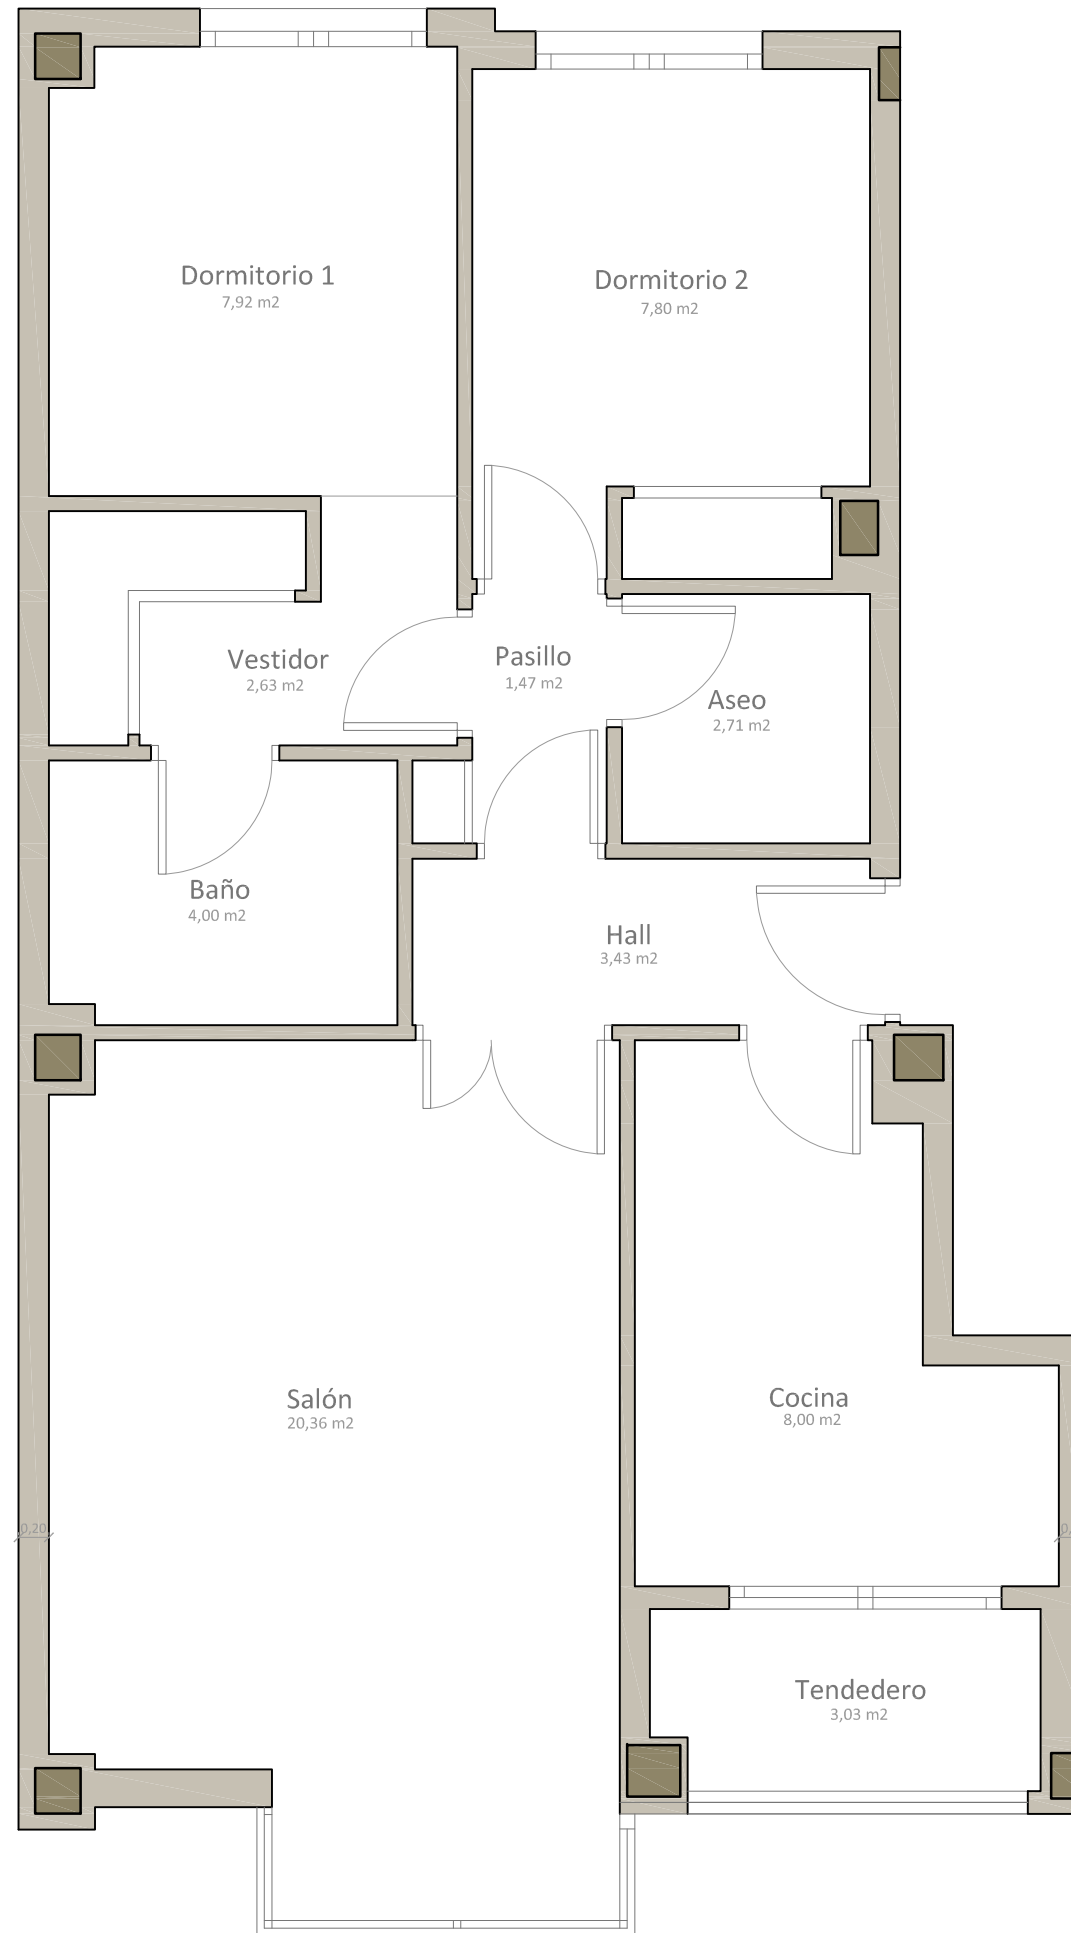 Dormitorio 1
7,92 m2
Dormitorio 2
7,80 m2
Vestidor
2,63 m2
Pasillo
1,47 m2
Aseo
2,71 m2
Baño
4,00 m2
Hall
3,43 m2
Salón
20,36 m2
Cocina
8,00 m2
0,20
Tendedero
3,03 m2